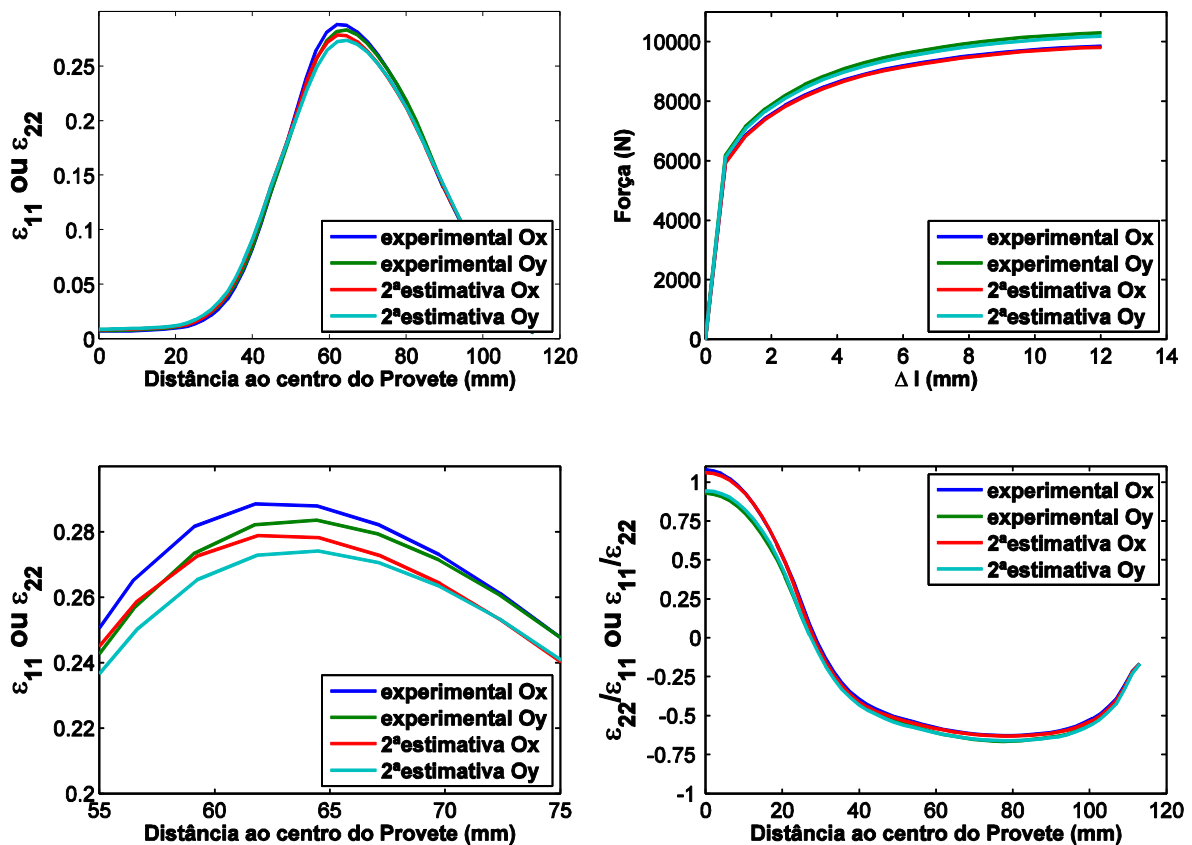 ε11 ou ε22
0.25
0.2
0.15
0.1
0.05
0
0 20 40 60 80 100 120
Distância ao centro do Provete (mm)
experimental Ox
experimental Oy
2ªestimativa Ox
2ªestimativa Oy
Força (N)
10000
8000
6000
4000
2000
0
0 2 4 6 8 10 12 14
Δ l (mm)
experimental Ox
experimental Oy
2ªestimativa Ox
2ªestimativa Oy
ε11 ou ε22
0.28
0.26
0.24
0.22
0.2
55 60 65 70 75
Distância ao centro do Provete (mm)
experimental Ox
experimental Oy
2ªestimativa Ox
2ªestimativa Oy
ε22/ε11 ou ε11/ε22
1
0.75
0.5
0.25
0
-0.25
-0.5
-0.75
-1
0 20 40 60 80 100 120
Distância ao centro do Provete (mm)
experimental Ox
experimental Oy
2ªestimativa Ox
2ªestimativa Oy